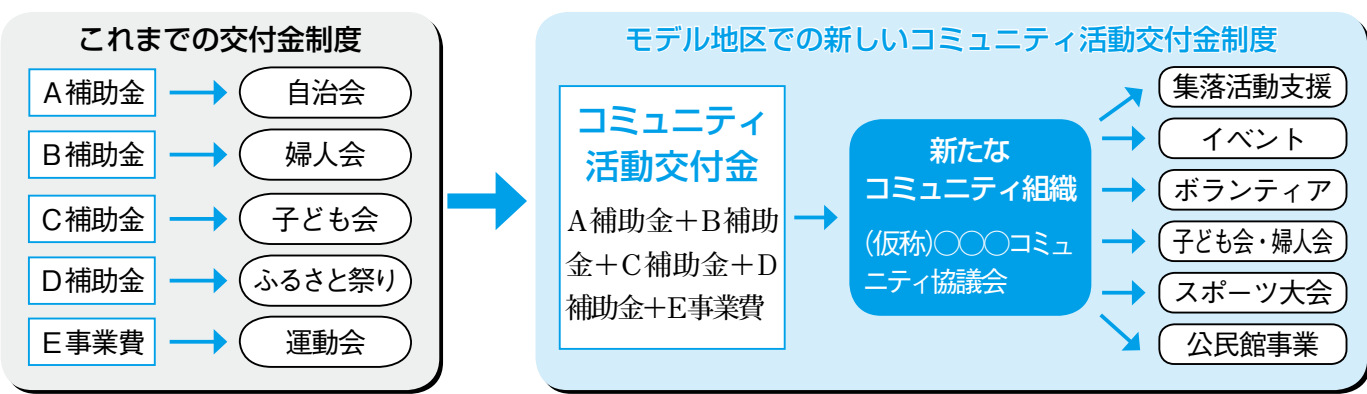 これまでの交付金制度
A補助金
自治会
B補助金
婦人会
C補助金
子ども会
D補助金
ふるさと祭り
E事業費
運動会
モデル地区での新しいコミュニティ活動交付金制度
コミュニティ
活動交付金
A補助金＋B補助
金＋C補助金＋D
補助金＋E事業費
新たな
コミュニティ組織
(仮称)○○○コミュ
ニティ協議会
集落活動支援
イベント
ボランティア
子ども会・婦人会
スポーツ大会
公民館事業